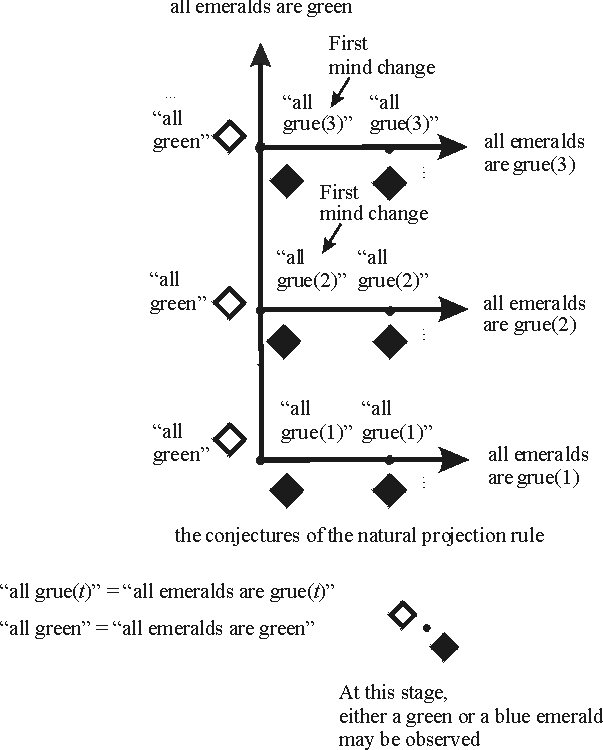 all emeralds are green
First
mind change
...
“all
green”
“all
grue(3)”
“all
grue(3)”
all emeralds
are grue(3)
⋮
First
mind change
“all
green”
“all
grue(2)”
“all
grue(2)”
all emeralds
are grue(2)
⋮
“all
green”
“all
grue(1)”
“all
grue(1)”
all emeralds
are grue(1)
⋮
the conjectures of the natural projection rule
“all grue(t)” = “all emeralds are grue(t)”
“all green” = “all emeralds are green”
At this stage,
either a green or a blue emerald
may be observed